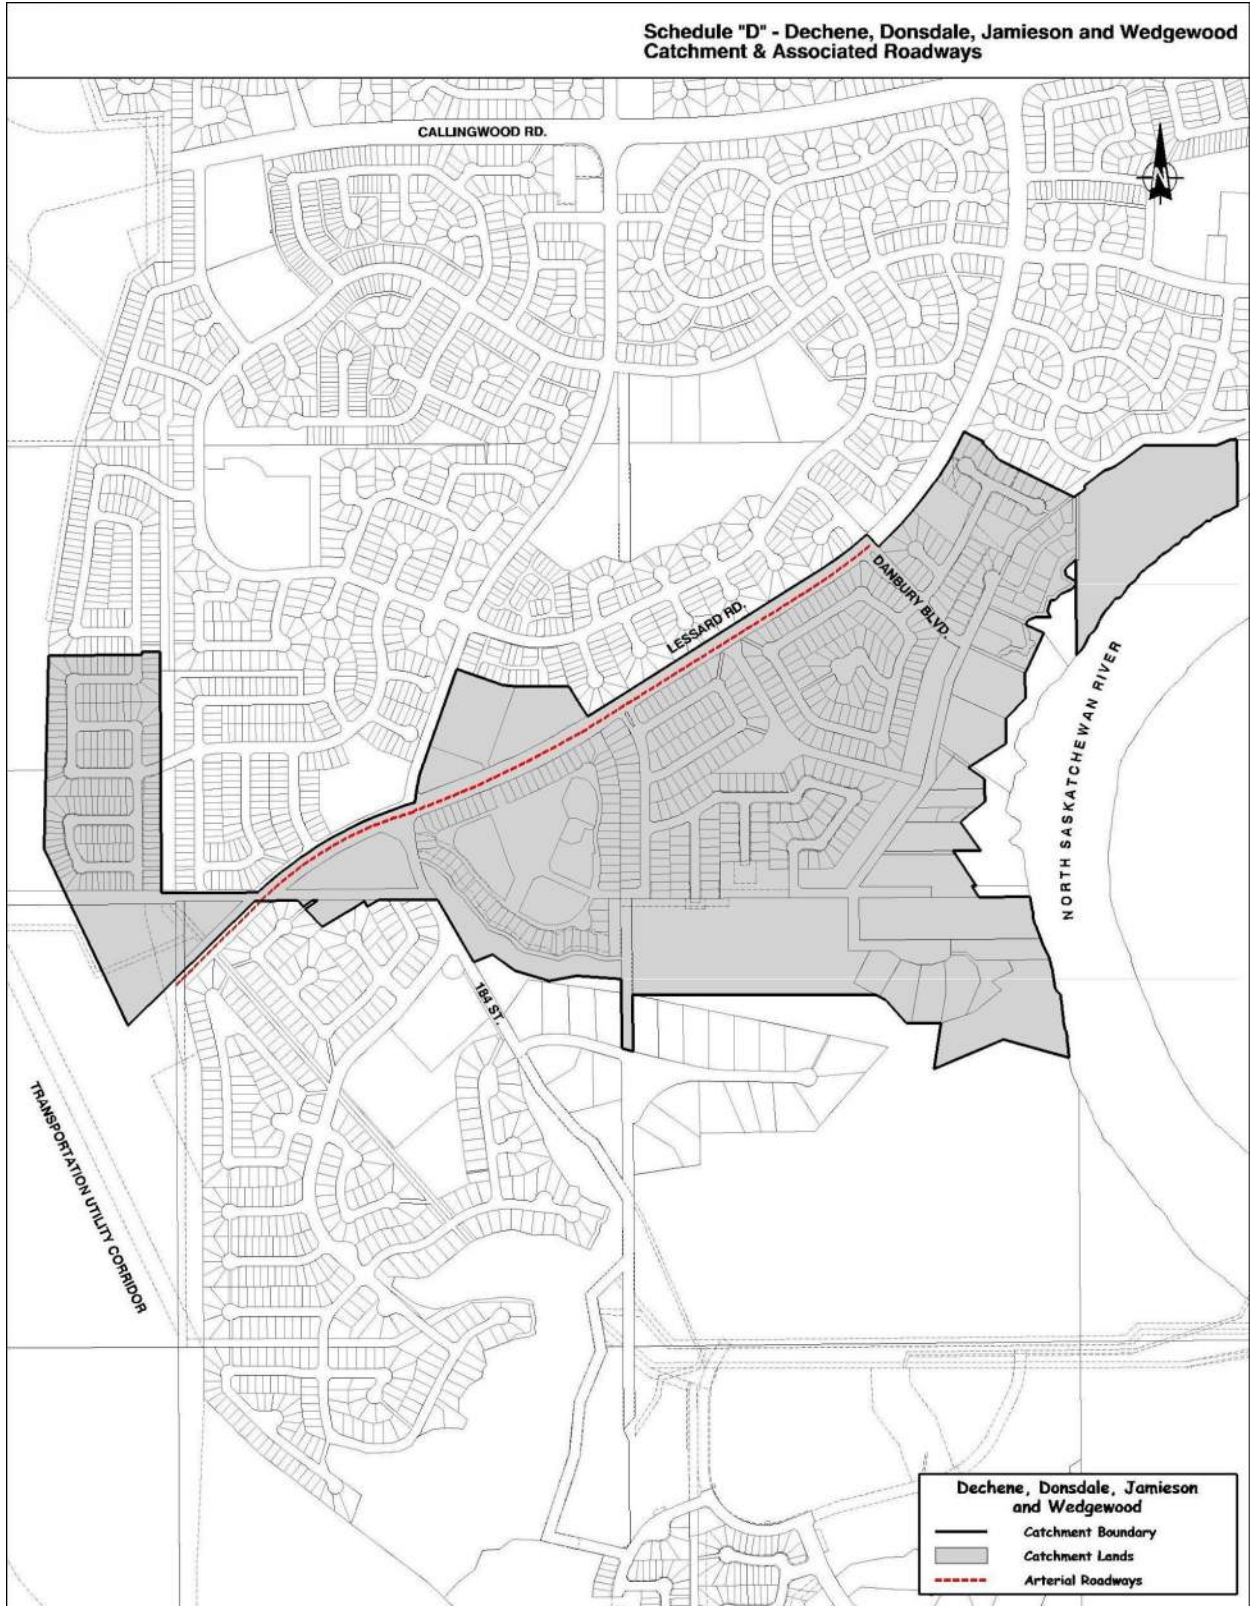 Schedule "D" - Dechene, Donsdale, Jamieson and Wedgewood
Catchment & Associated Roadways
CALLINGWOOD RD.
N
DANBURY BLVD.
LESSARD RD.
NORTH SASKATCHEWAN RIVER
184 ST.
TRANSPORTATION UTILITY CORRIDOR
Dechene, Donsdale, Jamieson
and Wedgewood
Catchment Boundary
Catchment Lands
Arterial Roadways